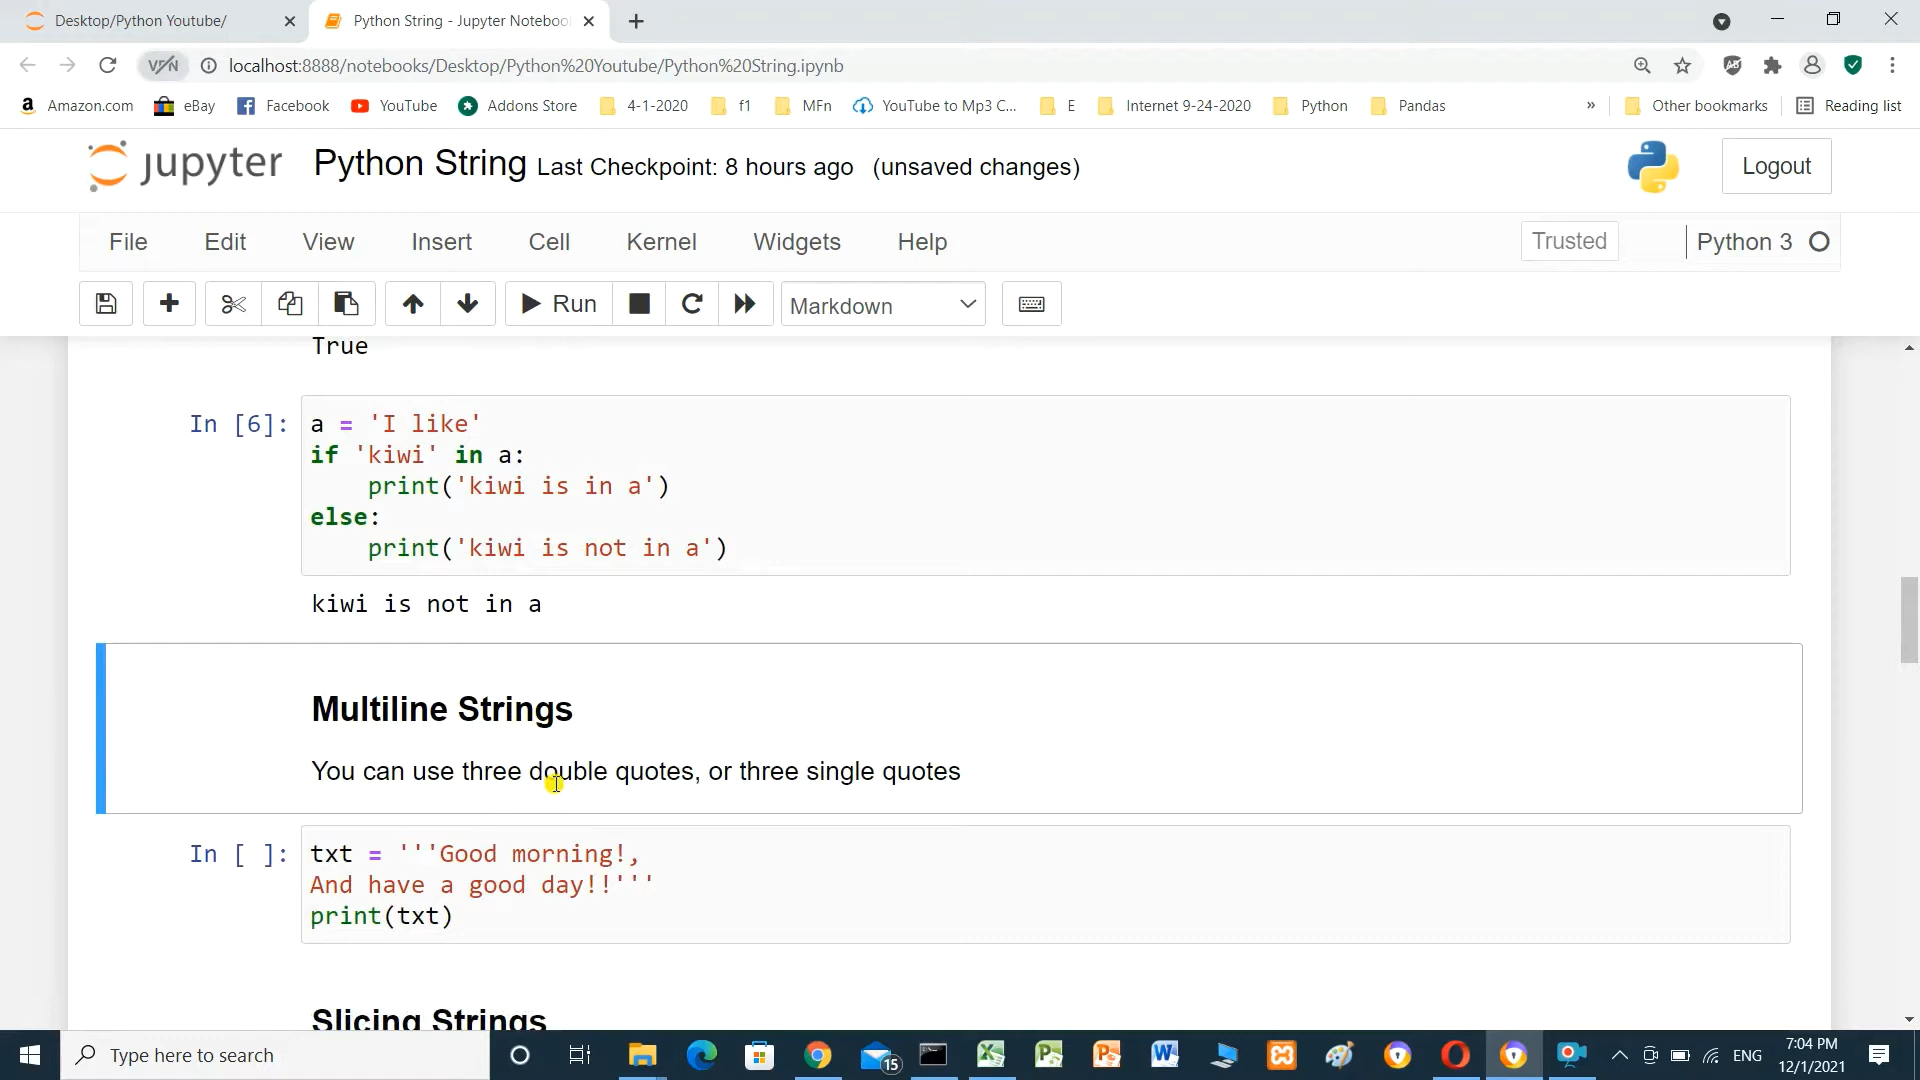 Desktop/Python Youtube/
Python String - Jupyter Noteboo
VPN
localhost:8888/notebooks/Desktop/Python%20Youtube/Python%20String.ipynb
Amazon.com
eBay
Facebook
YouTube
Addons Store
4-1-2020
f1
MFn
YouTube to Mp3 C...
E
Internet 9-24-2020
Python
Pandas
»
Other bookmarks
Reading list
jupyter
Python String Last Checkpoint: 8 hours ago (unsaved changes)
Logout
File
Edit
View
Insert
Cell
Kernel
Widgets
Help
Trusted
Python 3
Run
Markdown
True
In [6]:
a = 'I like'
if 'kiwi' in a:
    print('kiwi is in a')
else:
    print('kiwi is not in a')
kiwi is not in a
Multiline Strings
You can use three double quotes, or three single quotes
In [ ]:
txt = '''Good morning!,
And have a good day!!'''
print(txt)
Slicing Strings
Type here to search
15
ENG
7:04 PM
12/1/2021